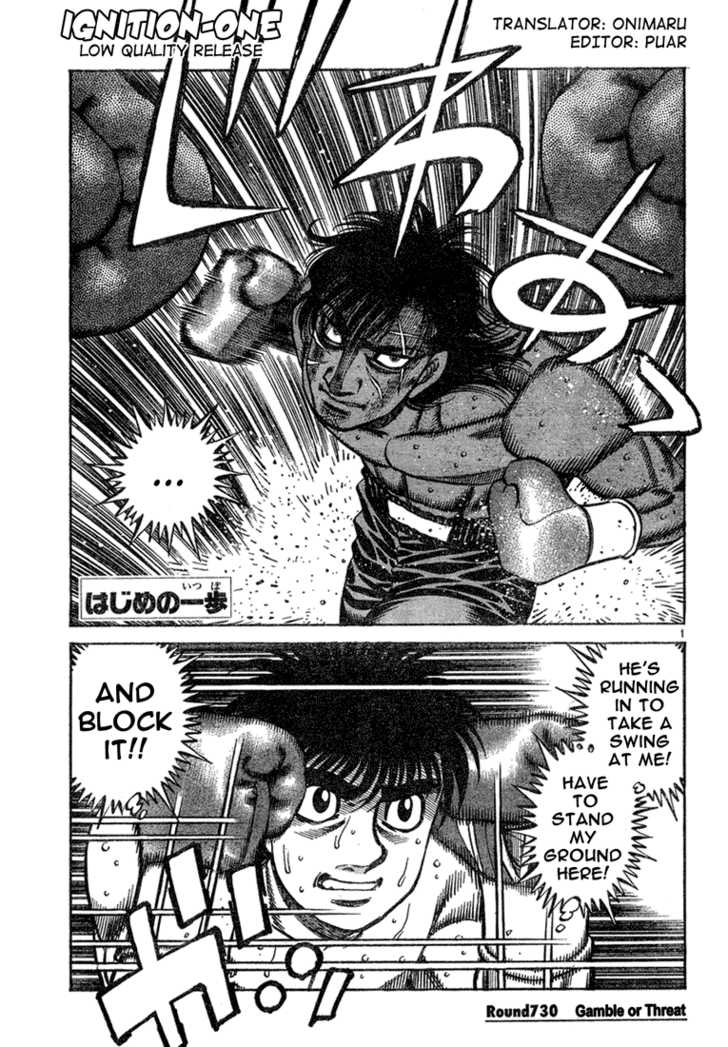 IGNITION-ONE
LOW QUALITY RELEASE
TRANSLATOR: ONIMARU
EDITOR: PUAR
...
いっぽ
はじめの一歩
1
HE'S
RUNNING
IN TO
TAKE A
SWING
AT ME!
HAVE
TO
STAND
MY
GROUND
HERE!
AND
BLOCK
IT!!
Round730 Gamble or Threat